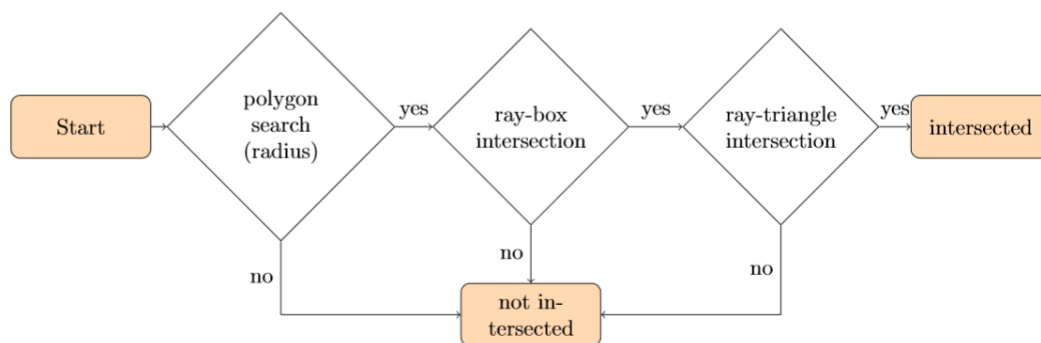 Start
polygon
search
(radius)
yes
ray-box
intersection
yes
ray-triangle
intersection
yes
intersected
no
no
no
not in-
tersected